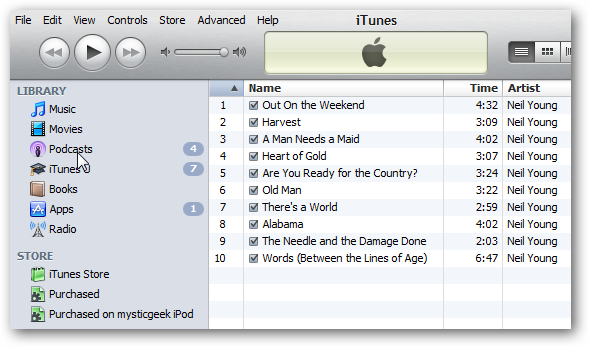 File Edit View Controls Store Advanced Help iTunes
LIBRARY
Music
Movies
Podcasts 4
iTunes 7
Books
Apps 1
Radio
STORE
iTunes Store
Purchased
Purchased on mysticgeek iPod
Name Time Artist
1 Out On the Weekend 4:32 Neil Young
2 Harvest 3:09 Neil Young
3 A Man Needs a Maid 4:02 Neil Young
4 Heart of Gold 3:07 Neil Young
5 Are You Ready for the Country? 3:24 Neil Young
6 Old Man 3:22 Neil Young
7 There's a World 2:59 Neil Young
8 Alabama 4:02 Neil Young
9 The Needle and the Damage Done 2:03 Neil Young
10 Words (Between the Lines of Age) 6:47 Neil Young